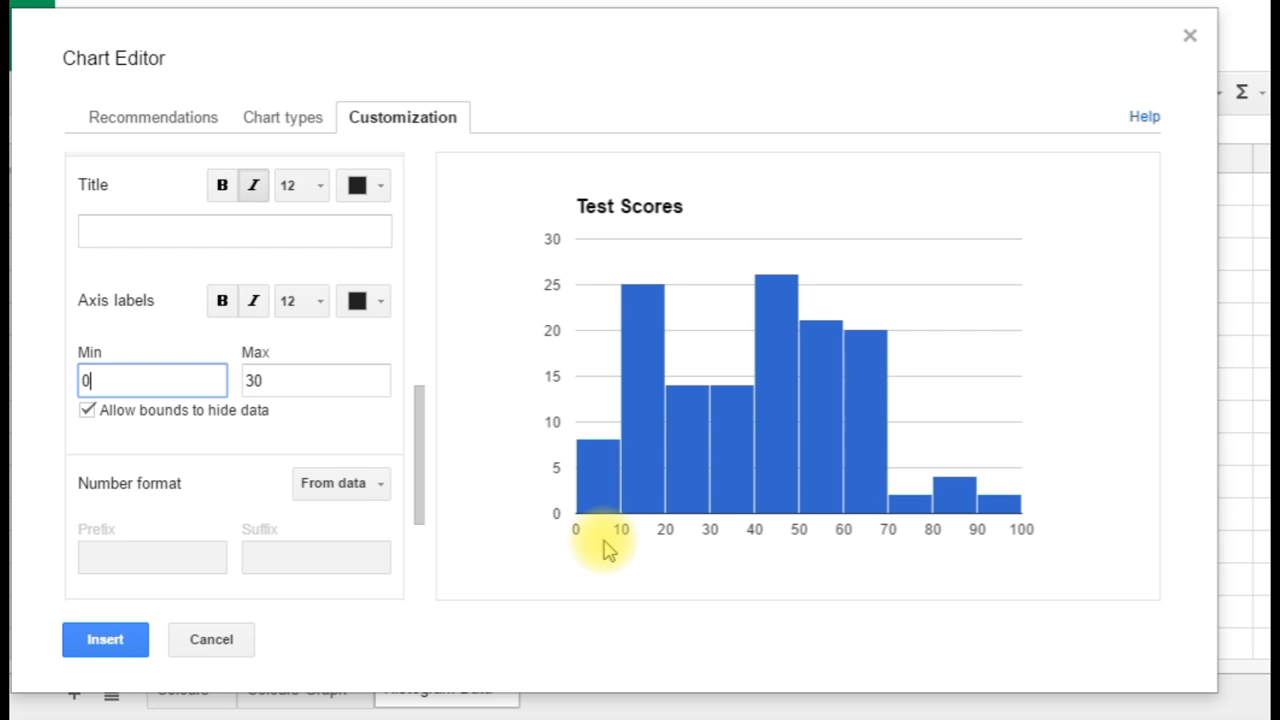 Chart Editor
×
Σ
Recommendations Chart types Customization Help
Title B I 12
Axis labels B I 12
Min Max
0 30
Allow bounds to hide data
Number format From data
Prefix Suffix
Insert Cancel
Test Scores
30
25
20
15
10
5
0
0 10 20 30 40 50 60 70 80 90 100